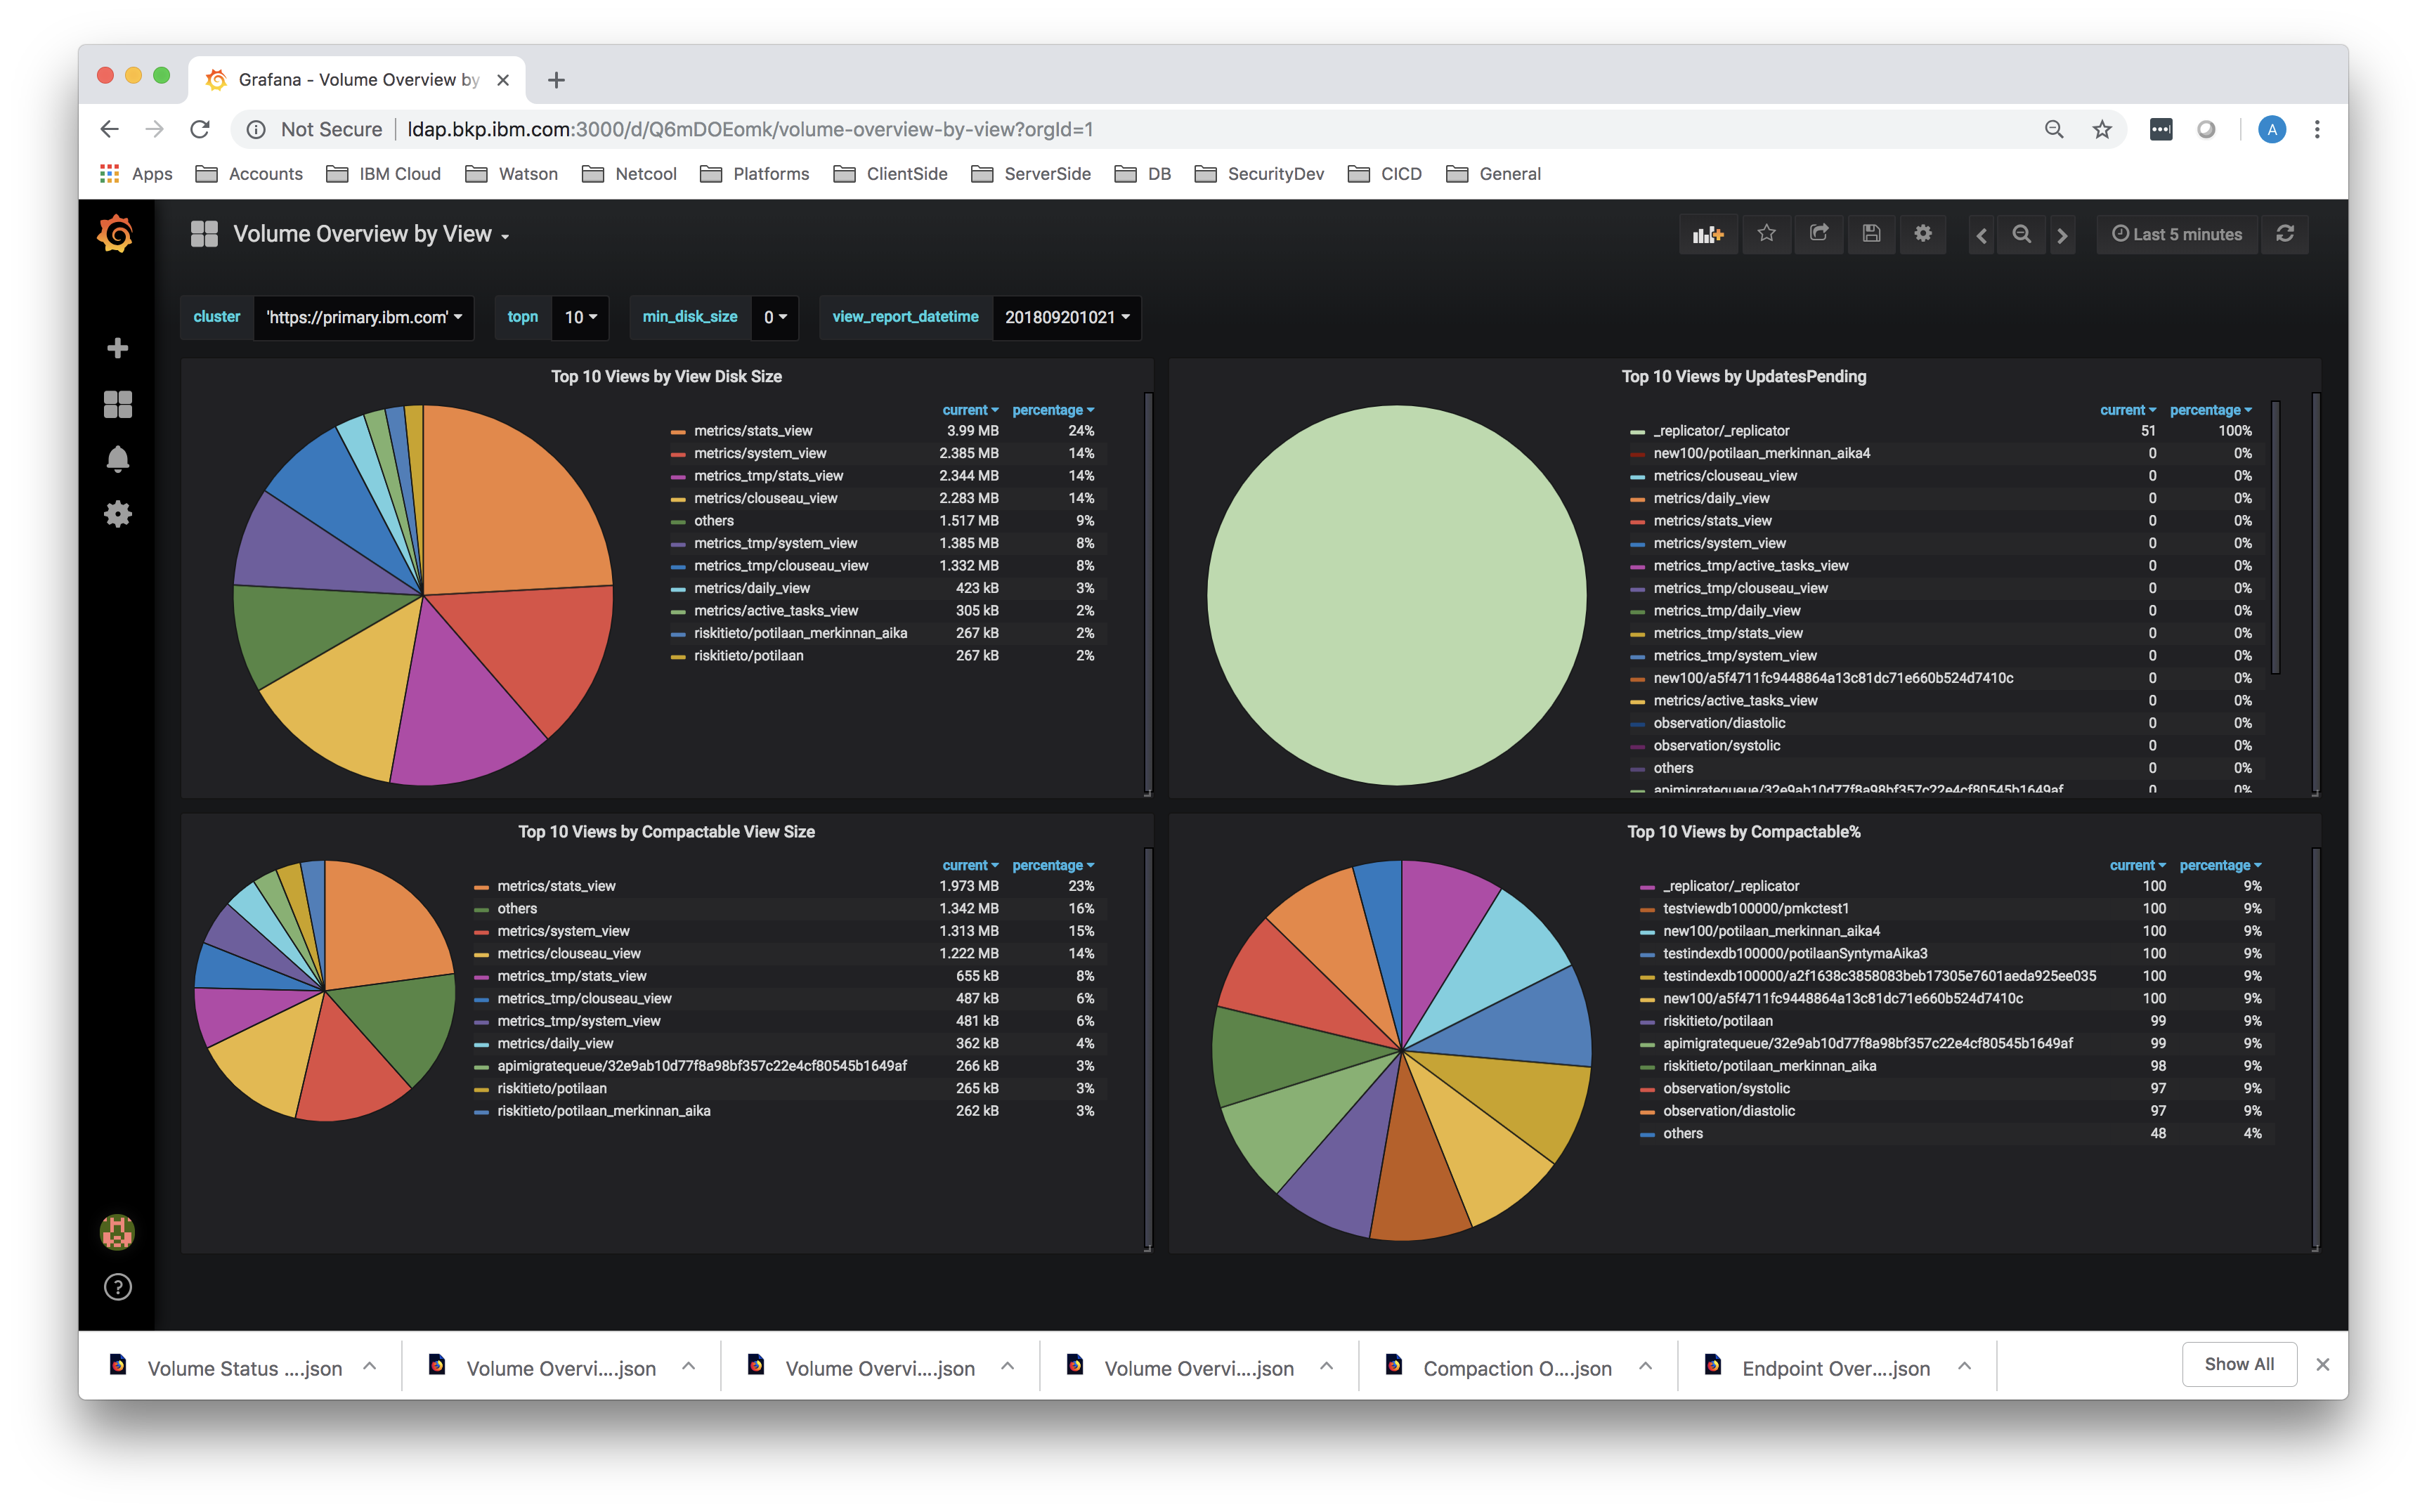 Grafana - Volume Overview by
Not Secure ldap.bkp.ibm.com:3000/d/Q6mDOEomk/volume-overview-by-view?orgId=1
A
Apps Accounts IBM Cloud Watson Netcool Platforms ClientSide ServerSide DB SecurityDev CICD General
Volume Overview by View
Last 5 minutes
cluster 'https://primary.ibm.com' topn 10 min_disk_size 0 view_report_datetime 201809201021
Top 10 Views by View Disk Size
current percentage
metrics/stats_view 3.99 MB 24%
metrics/system_view 2.385 MB 14%
metrics_tmp/stats_view 2.344 MB 14%
metrics/clouseau_view 2.283 MB 14%
others 1.517 MB 9%
metrics_tmp/system_view 1.385 MB 8%
metrics_tmp/clouseau_view 1.332 MB 8%
metrics/daily_view 423 kB 3%
metrics/active_tasks_view 305 kB 2%
riskitieto/potilaan_merkinnan_aika 267 kB 2%
riskitieto/potilaan 267 kB 2%
Top 10 Views by UpdatesPending
current percentage
_replicator/_replicator 51 100%
new100/potilaan_merkinnan_aika4 0 0%
metrics/clouseau_view 0 0%
metrics/daily_view 0 0%
metrics/stats_view 0 0%
metrics/system_view 0 0%
metrics_tmp/active_tasks_view 0 0%
metrics_tmp/clouseau_view 0 0%
metrics_tmp/daily_view 0 0%
metrics_tmp/stats_view 0 0%
metrics_tmp/system_view 0 0%
new100/a5f4711fc9448864a13c81dc71e660b524d7410c 0 0%
metrics/active_tasks_view 0 0%
observation/diastolic 0 0%
observation/systolic 0 0%
others 0 0%
apimigratequeue/32e9ab10d77f8a98bf357c22e4cf80545b1649af 0 0%
Top 10 Views by Compactable View Size
current percentage
metrics/stats_view 1.973 MB 23%
others 1.342 MB 16%
metrics/system_view 1.313 MB 15%
metrics/clouseau_view 1.222 MB 14%
metrics_tmp/stats_view 655 kB 8%
metrics_tmp/clouseau_view 487 kB 6%
metrics_tmp/system_view 481 kB 6%
metrics/daily_view 362 kB 4%
apimigratequeue/32e9ab10d77f8a98bf357c22e4cf80545b1649af 266 kB 3%
riskitieto/potilaan 265 kB 3%
riskitieto/potilaan_merkinnan_aika 262 kB 3%
Top 10 Views by Compactable%
current percentage
_replicator/_replicator 100 9%
testviewdb100000/pmkctest1 100 9%
new100/potilaan_merkinnan_aika4 100 9%
testindexdb100000/potilaanSyntymaAika3 100 9%
testindexdb100000/a2f1638c3858083beb17305e7601aeda925ee035 100 9%
new100/a5f4711fc9448864a13c81dc71e660b524d7410c 100 9%
riskitieto/potilaan 99 9%
apimigratequeue/32e9ab10d77f8a98bf357c22e4cf80545b1649af 99 9%
riskitieto/potilaan_merkinnan_aika 98 9%
observation/systolic 97 9%
observation/diastolic 97 9%
others 48 4%
Volume Status ....json Volume Overvi....json Volume Overvi....json Volume Overvi....json Compaction O....json Endpoint Over....json Show All